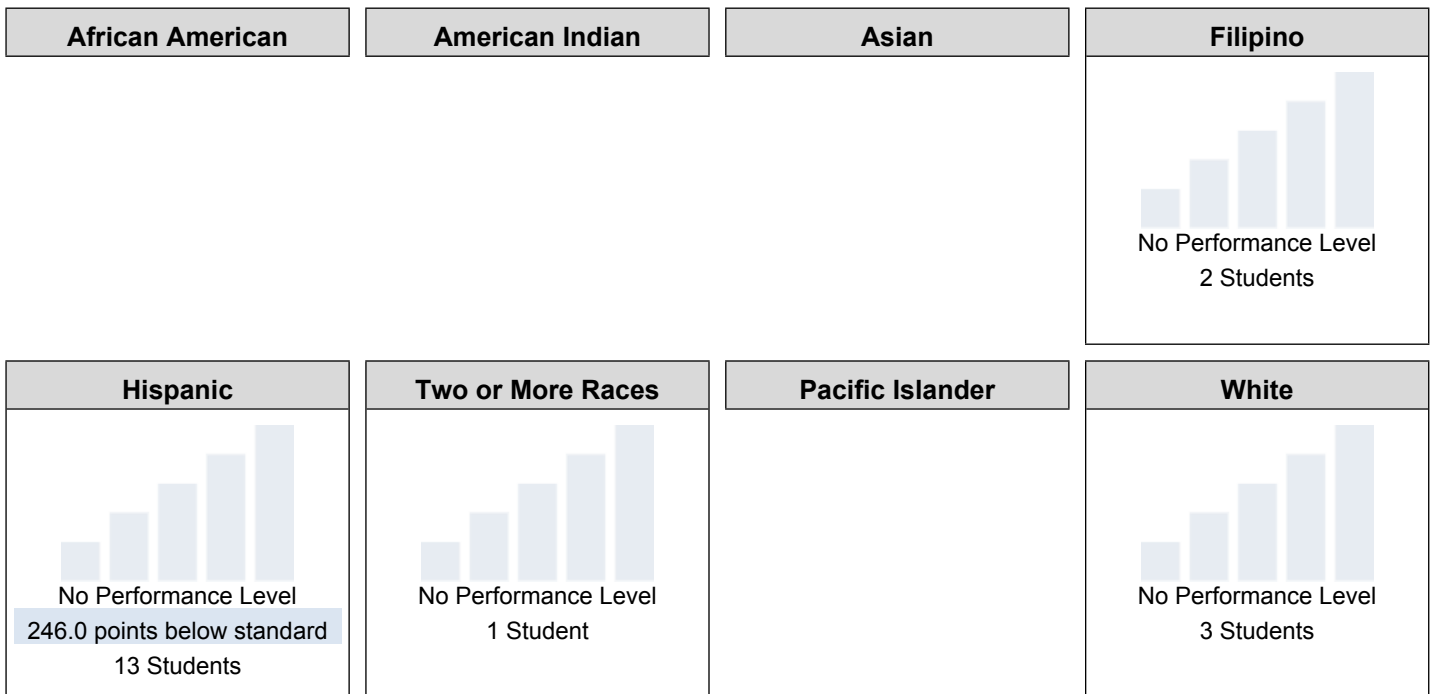 African American
American Indian
Asian
Filipino
No Performance Level
2 Students
Hispanic
Two or More Races
Pacific Islander
White
No Performance Level
246.0 points below standard
13 Students
No Performance Level
1 Student
No Performance Level
3 Students